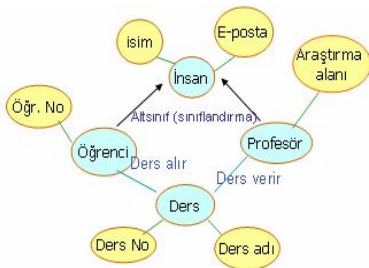 isim
E-posta
İnsan
Araştırma
alanı
Öğr. No
Altsınıf (sınıflandırma)
Öğrenci
Profesör
Ders alır
Ders verir
Ders
Ders No
Ders adı